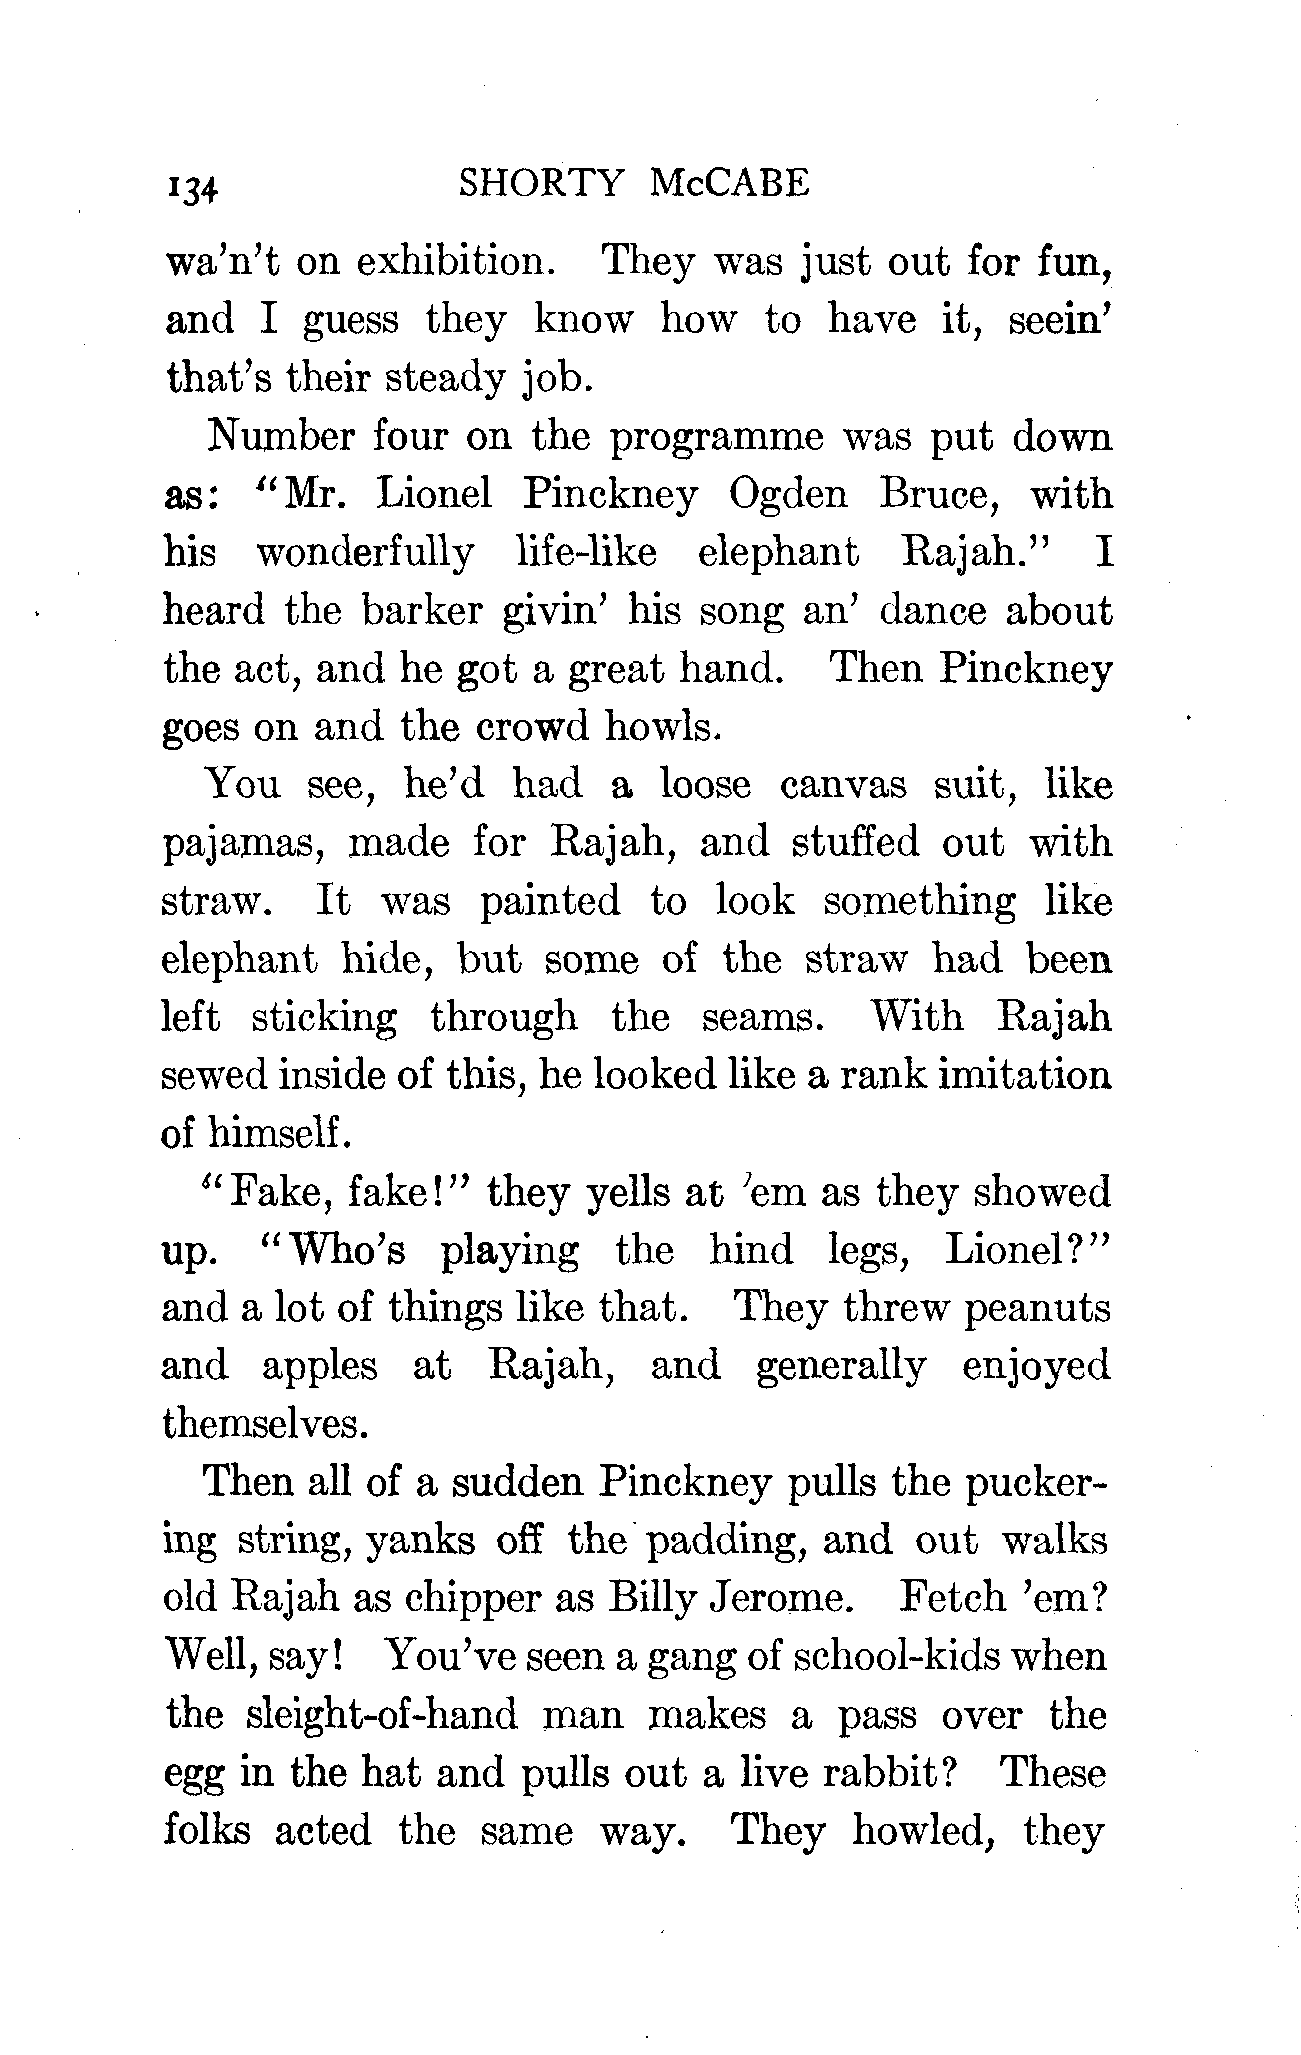 134 SHORTY McCABE
wa'n't on exhibition. They was just out for fun,
and I guess they know how to have it, seein'
that's their steady job.
Number four on the programme was put down
as: "Mr. Lionel Pinckney Ogden Bruce, with
his wonderfully life-like elephant Rajah." I
heard the barker givin' his song an' dance about
the act, and he got a great hand. Then Pinckney
goes on and the crowd howls.
You see, he'd had a loose canvas suit, like
pajamas, made for Rajah, and stuffed out with
straw. It was painted to look something like
elephant hide, but some of the straw had been
left sticking through the seams. With Rajah
sewed inside of this, he looked like a rank imitation
of himself.
"Fake, fake!" they yells at 'em as they showed
up. "Who's playing the hind legs, Lionel?"
and a lot of things like that. They threw peanuts
and apples at Rajah, and generally enjoyed
themselves.
Then all of a sudden Pinckney pulls the pucker-
ing string, yanks off the padding, and out walks
old Rajah as chipper as Billy Jerome. Fetch 'em?
Well, say! You've seen a gang of school-kids when
the sleight-of-hand man makes a pass over the
egg in the hat and pulls out a live rabbit? These
folks acted the same way. They howled, they